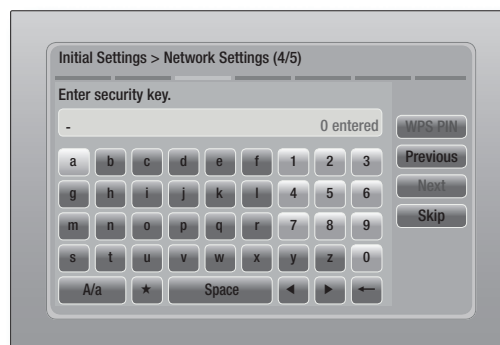 Initial Settings > Network Settings (4/5)
Enter security key.
- 0 entered
WPS PIN
a b c d e f 1 2 3
Previous
g h i j k l 4 5 6
Next
m n o p q r 7 8 9
Skip
s t u v w x y z 0
A/a ★ Space ◀ ▶ ←